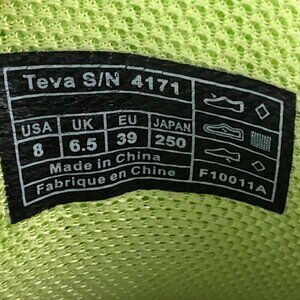 Teva S/N 4171
USA UK EU JAPAN
8 6.5 39 250
Made in China
Fabrique en Chine
F10011A